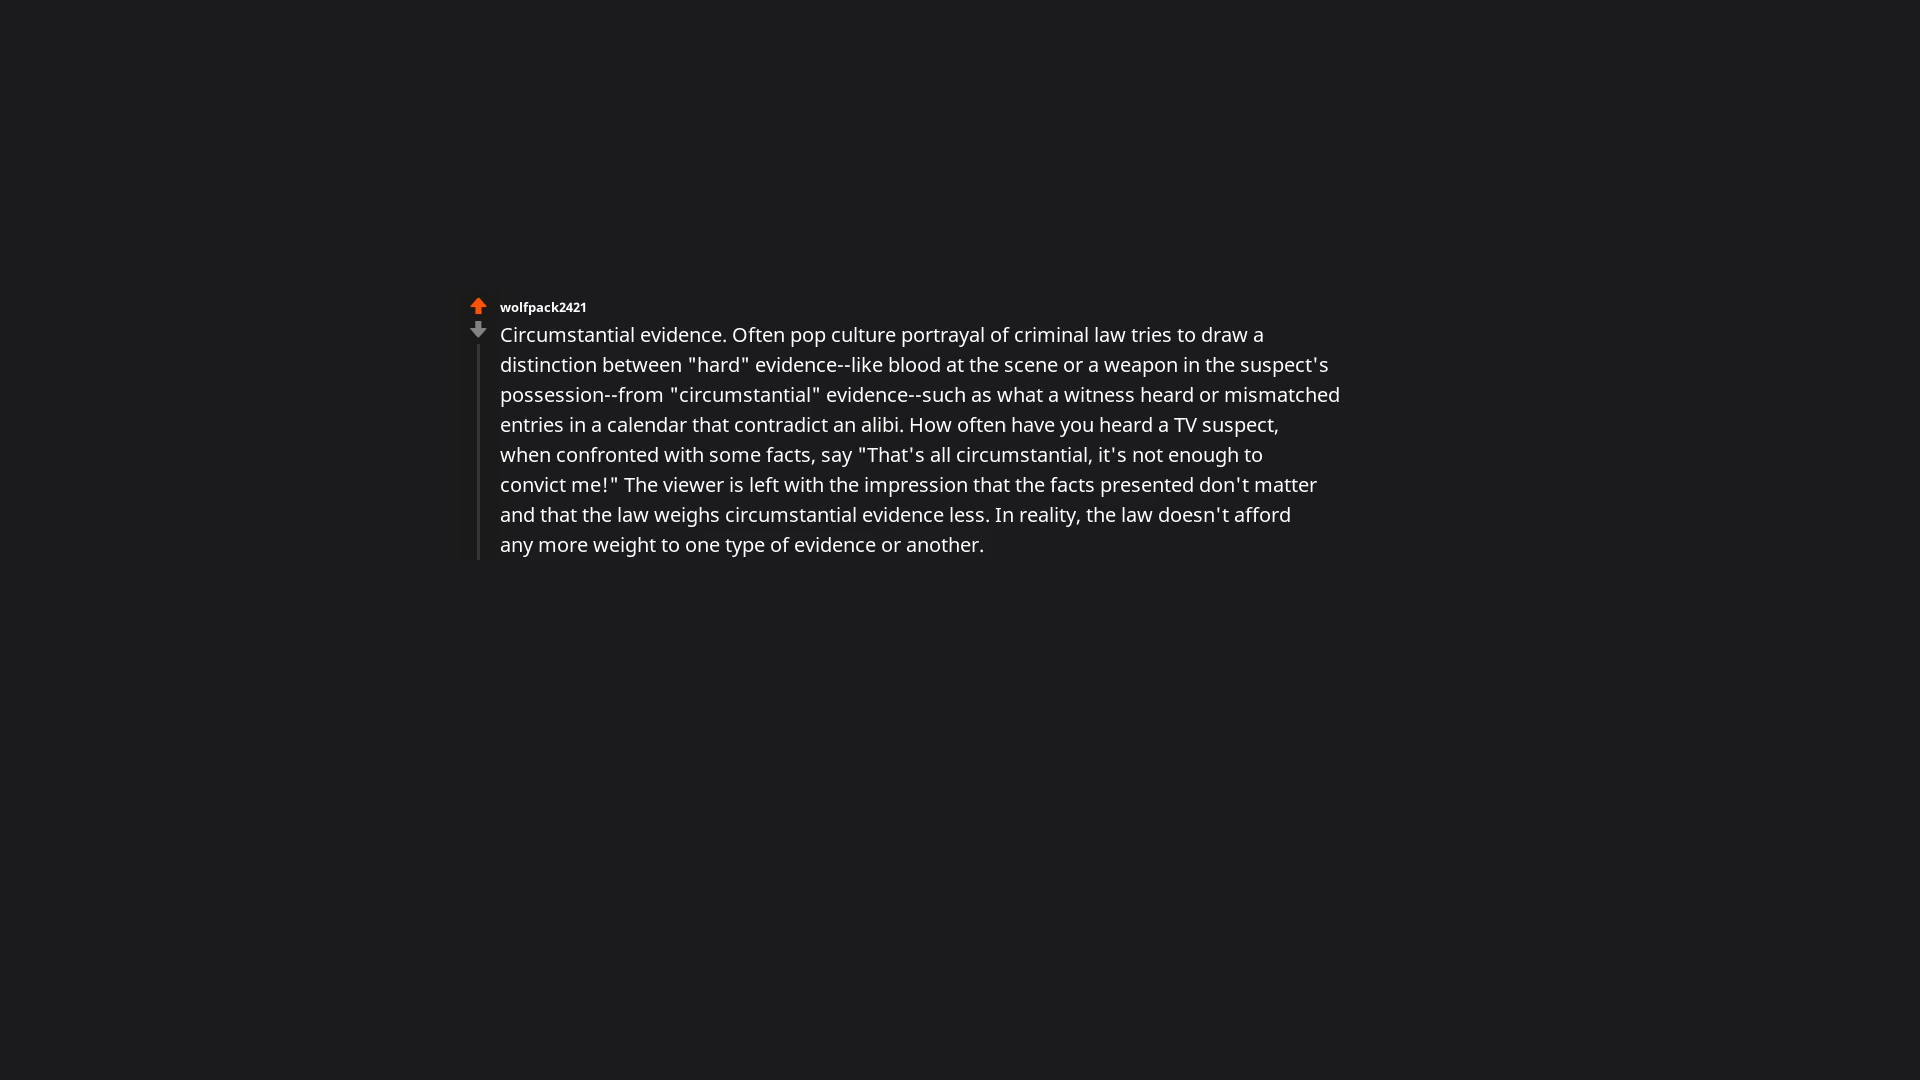 wolfpack2421
Circumstantial evidence. Often pop culture portrayal of criminal law tries to draw a
distinction between "hard" evidence--like blood at the scene or a weapon in the suspect's
possession--from "circumstantial" evidence--such as what a witness heard or mismatched
entries in a calendar that contradict an alibi. How often have you heard a TV suspect,
when confronted with some facts, say "That's all circumstantial, it's not enough to
convict me!" The viewer is left with the impression that the facts presented don't matter
and that the law weighs circumstantial evidence less. In reality, the law doesn't afford
any more weight to one type of evidence or another.